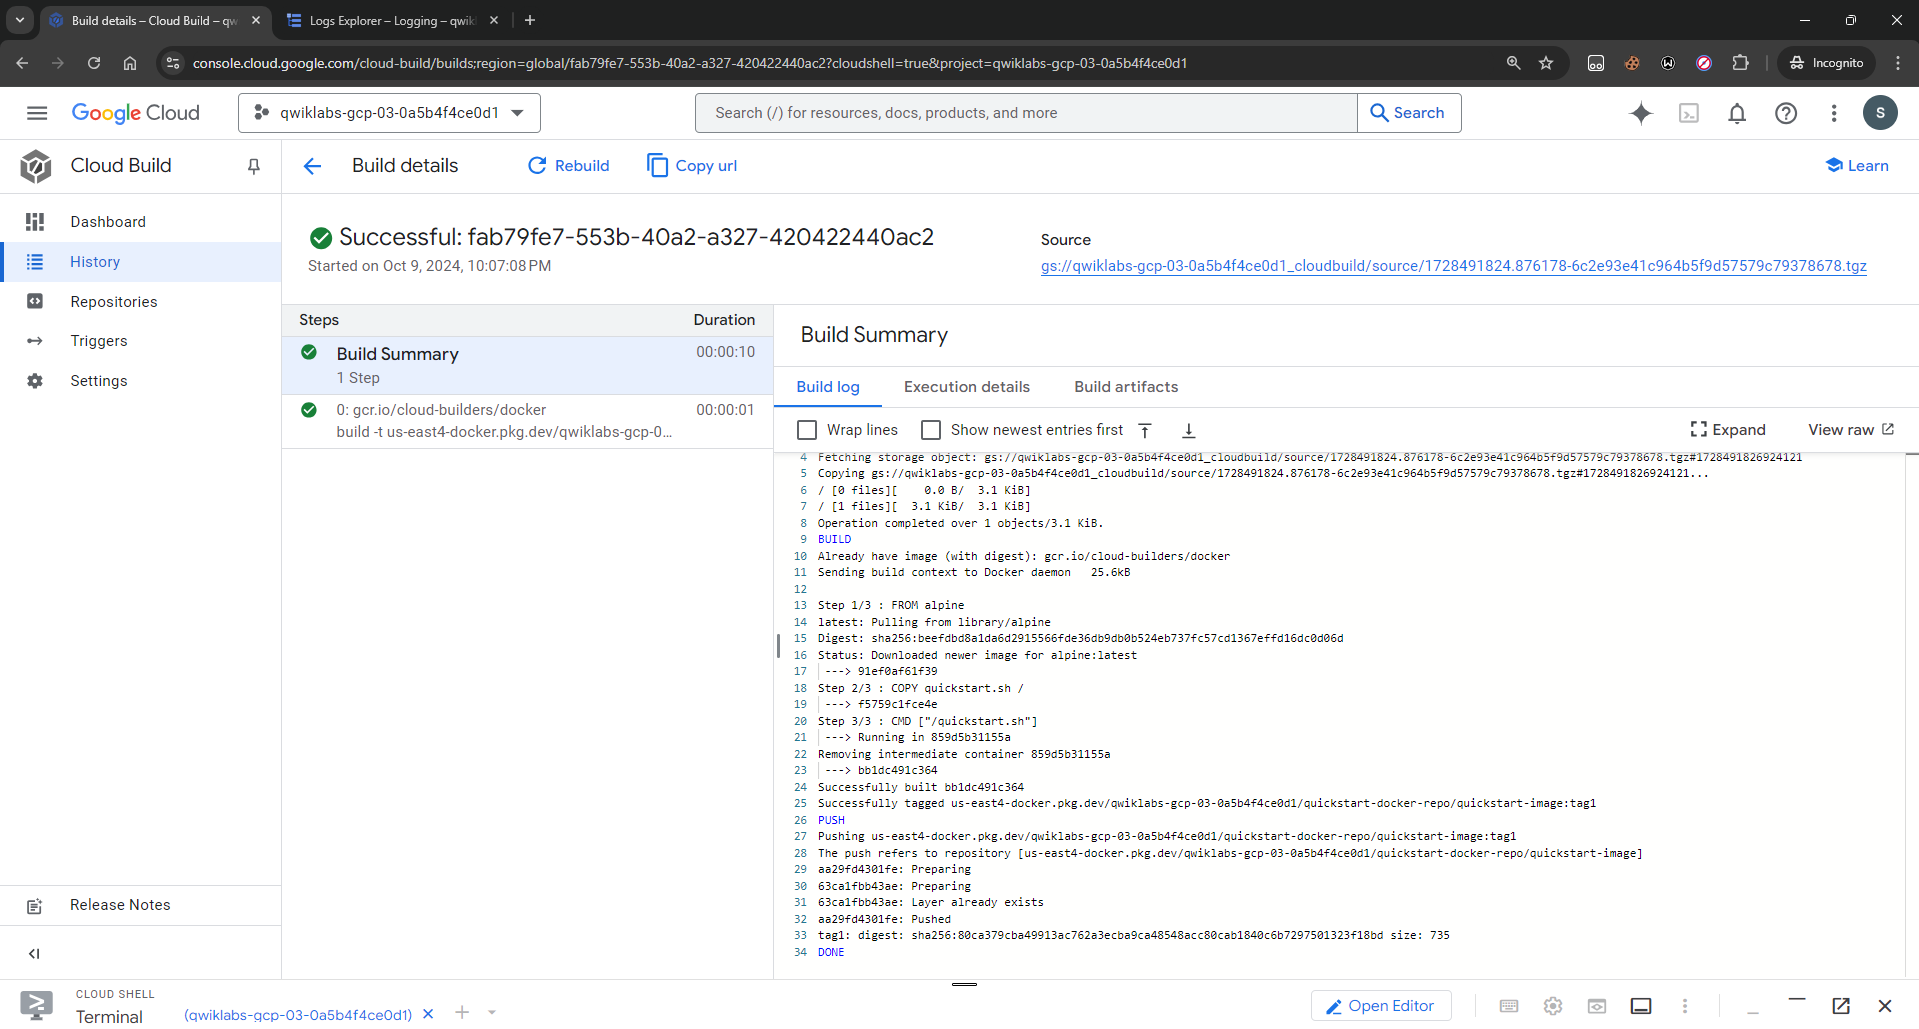 Build details – Cloud Build – qw
Logs Explorer – Logging – qwik
console.cloud.google.com/cloud-build/builds;region=global/fab79fe7-553b-40a2-a327-420422440ac2?cloudshell=true&project=qwiklabs-gcp-03-0a5b4f4ce0d1
Incognito
Google Cloud
qwiklabs-gcp-03-0a5b4f4ce0d1
Search (/) for resources, docs, products, and more
Search
S
Cloud Build
Build details
Rebuild
Copy url
Learn
Dashboard
History
Repositories
Triggers
Settings
Release Notes
Successful: fab79fe7-553b-40a2-a327-420422440ac2
Started on Oct 9, 2024, 10:07:08 PM
Source
gs://qwiklabs-gcp-03-0a5b4f4ce0d1_cloudbuild/source/1728491824.876178-6c2e93e41c964b5f9d57579c79378678.tgz
Steps Duration
Build Summary 00:00:10
1 Step
0: gcr.io/cloud-builders/docker 00:00:01
build -t us-east4-docker.pkg.dev/qwiklabs-gcp-0...
Build Summary
Build log Execution details Build artifacts
Wrap lines Show newest entries first Expand View raw
4 Fetching storage object: gs://qwiklabs-gcp-03-0a5b4f4ce0d1_cloudbuild/source/1728491824.876178-6c2e93e41c964b5f9d57579c79378678.tgz#1728491826924121
5 Copying gs://qwiklabs-gcp-03-0a5b4f4ce0d1_cloudbuild/source/1728491824.876178-6c2e93e41c964b5f9d57579c79378678.tgz#1728491826924121...
6 / [0 files][    0.0 B/  3.1 KiB]
7 / [1 files][  3.1 KiB/  3.1 KiB]
8 Operation completed over 1 objects/3.1 KiB.
9 BUILD
10 Already have image (with digest): gcr.io/cloud-builders/docker
11 Sending build context to Docker daemon   25.6kB
12
13 Step 1/3 : FROM alpine
14 latest: Pulling from library/alpine
15 Digest: sha256:beefdbd8a1da6d2915566fde36db9db0b524eb737fc57cd1367effd16dc0d06d
16 Status: Downloaded newer image for alpine:latest
17 ---> 91ef0af61f39
18 Step 2/3 : COPY quickstart.sh /
19 ---> f5759c1fce4e
20 Step 3/3 : CMD ["/quickstart.sh"]
21 ---> Running in 859d5b31155a
22 Removing intermediate container 859d5b31155a
23 ---> bb1dc491c364
24 Successfully built bb1dc491c364
25 Successfully tagged us-east4-docker.pkg.dev/qwiklabs-gcp-03-0a5b4f4ce0d1/quickstart-docker-repo/quickstart-image:tag1
26 PUSH
27 Pushing us-east4-docker.pkg.dev/qwiklabs-gcp-03-0a5b4f4ce0d1/quickstart-docker-repo/quickstart-image:tag1
28 The push refers to repository [us-east4-docker.pkg.dev/qwiklabs-gcp-03-0a5b4f4ce0d1/quickstart-docker-repo/quickstart-image]
29 aa29fd4301fe: Preparing
30 63ca1fbb43ae: Preparing
31 63ca1fbb43ae: Layer already exists
32 aa29fd4301fe: Pushed
33 tag1: digest: sha256:80ca379cba49913ac762a3ecba9ca48548acc80cab1840c6b7297501323f18bd size: 735
34 DONE
CLOUD SHELL
Terminal
(qwiklabs-gcp-03-0a5b4f4ce0d1)
Open Editor